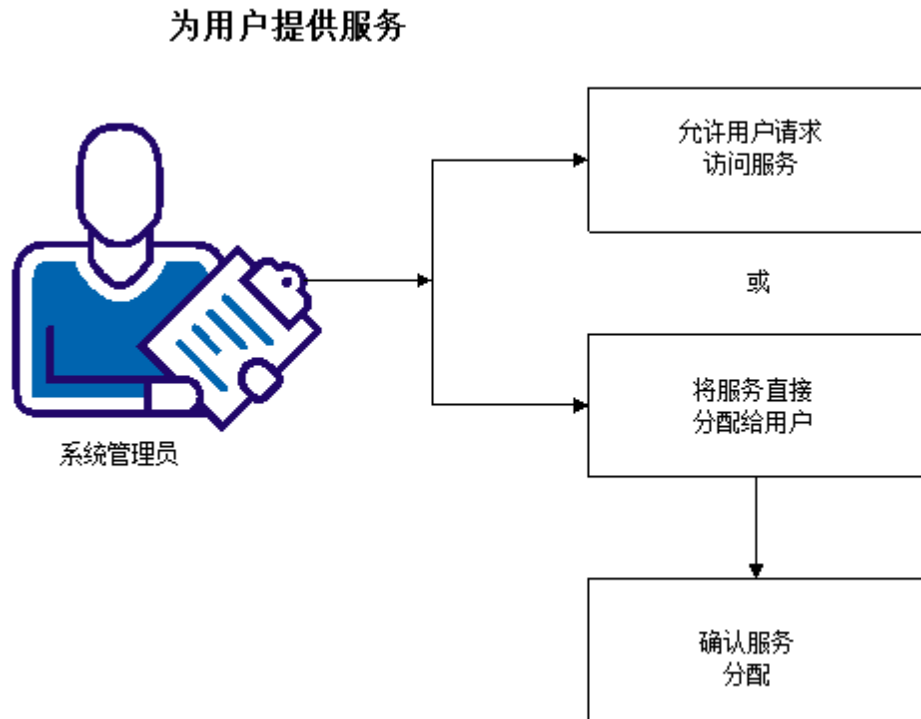 为用户提供服务
允许用户请求
访问服务
或
将服务直接
分配给用户
系统管理员
确认服务
分配